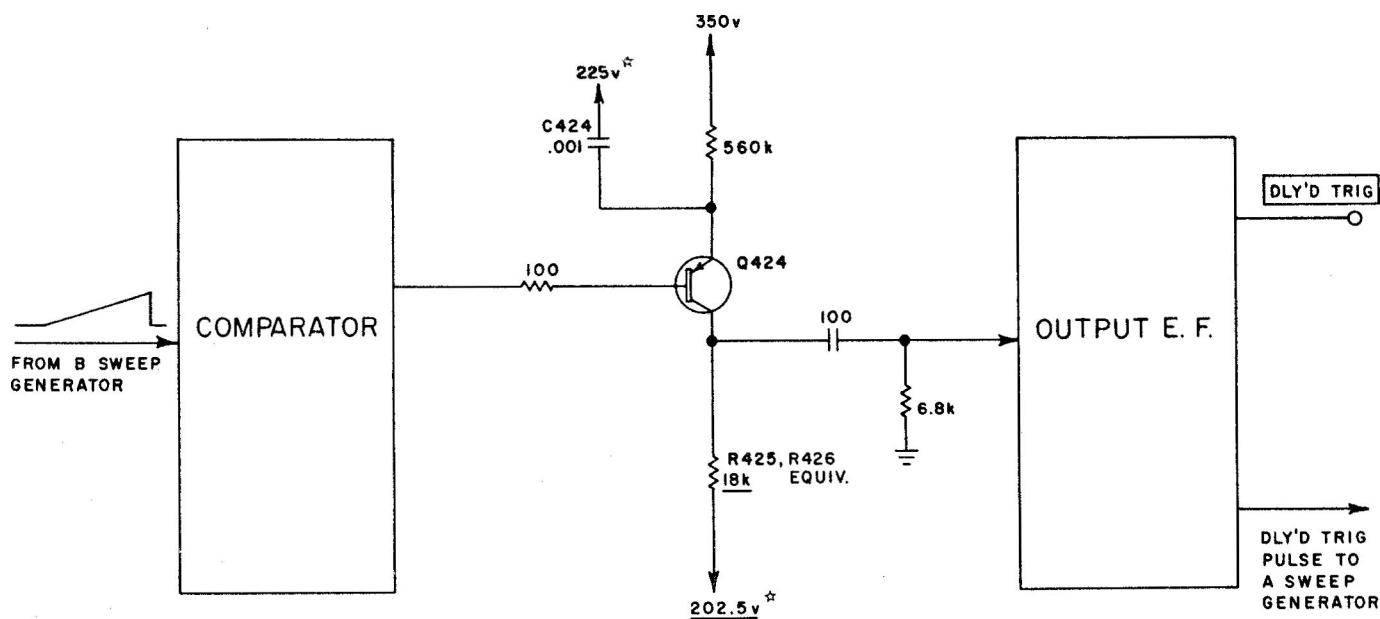 350v
225v☆
C424
.001
560k
DLY'D TRIG
Q424
100
COMPARATOR
100
OUTPUT E. F.
FROM B SWEEP
GENERATOR
6.8k
R425, R426
18k EQUIV.
DLY'D TRIG
PULSE TO
A SWEEP
GENERATOR
202.5v☆